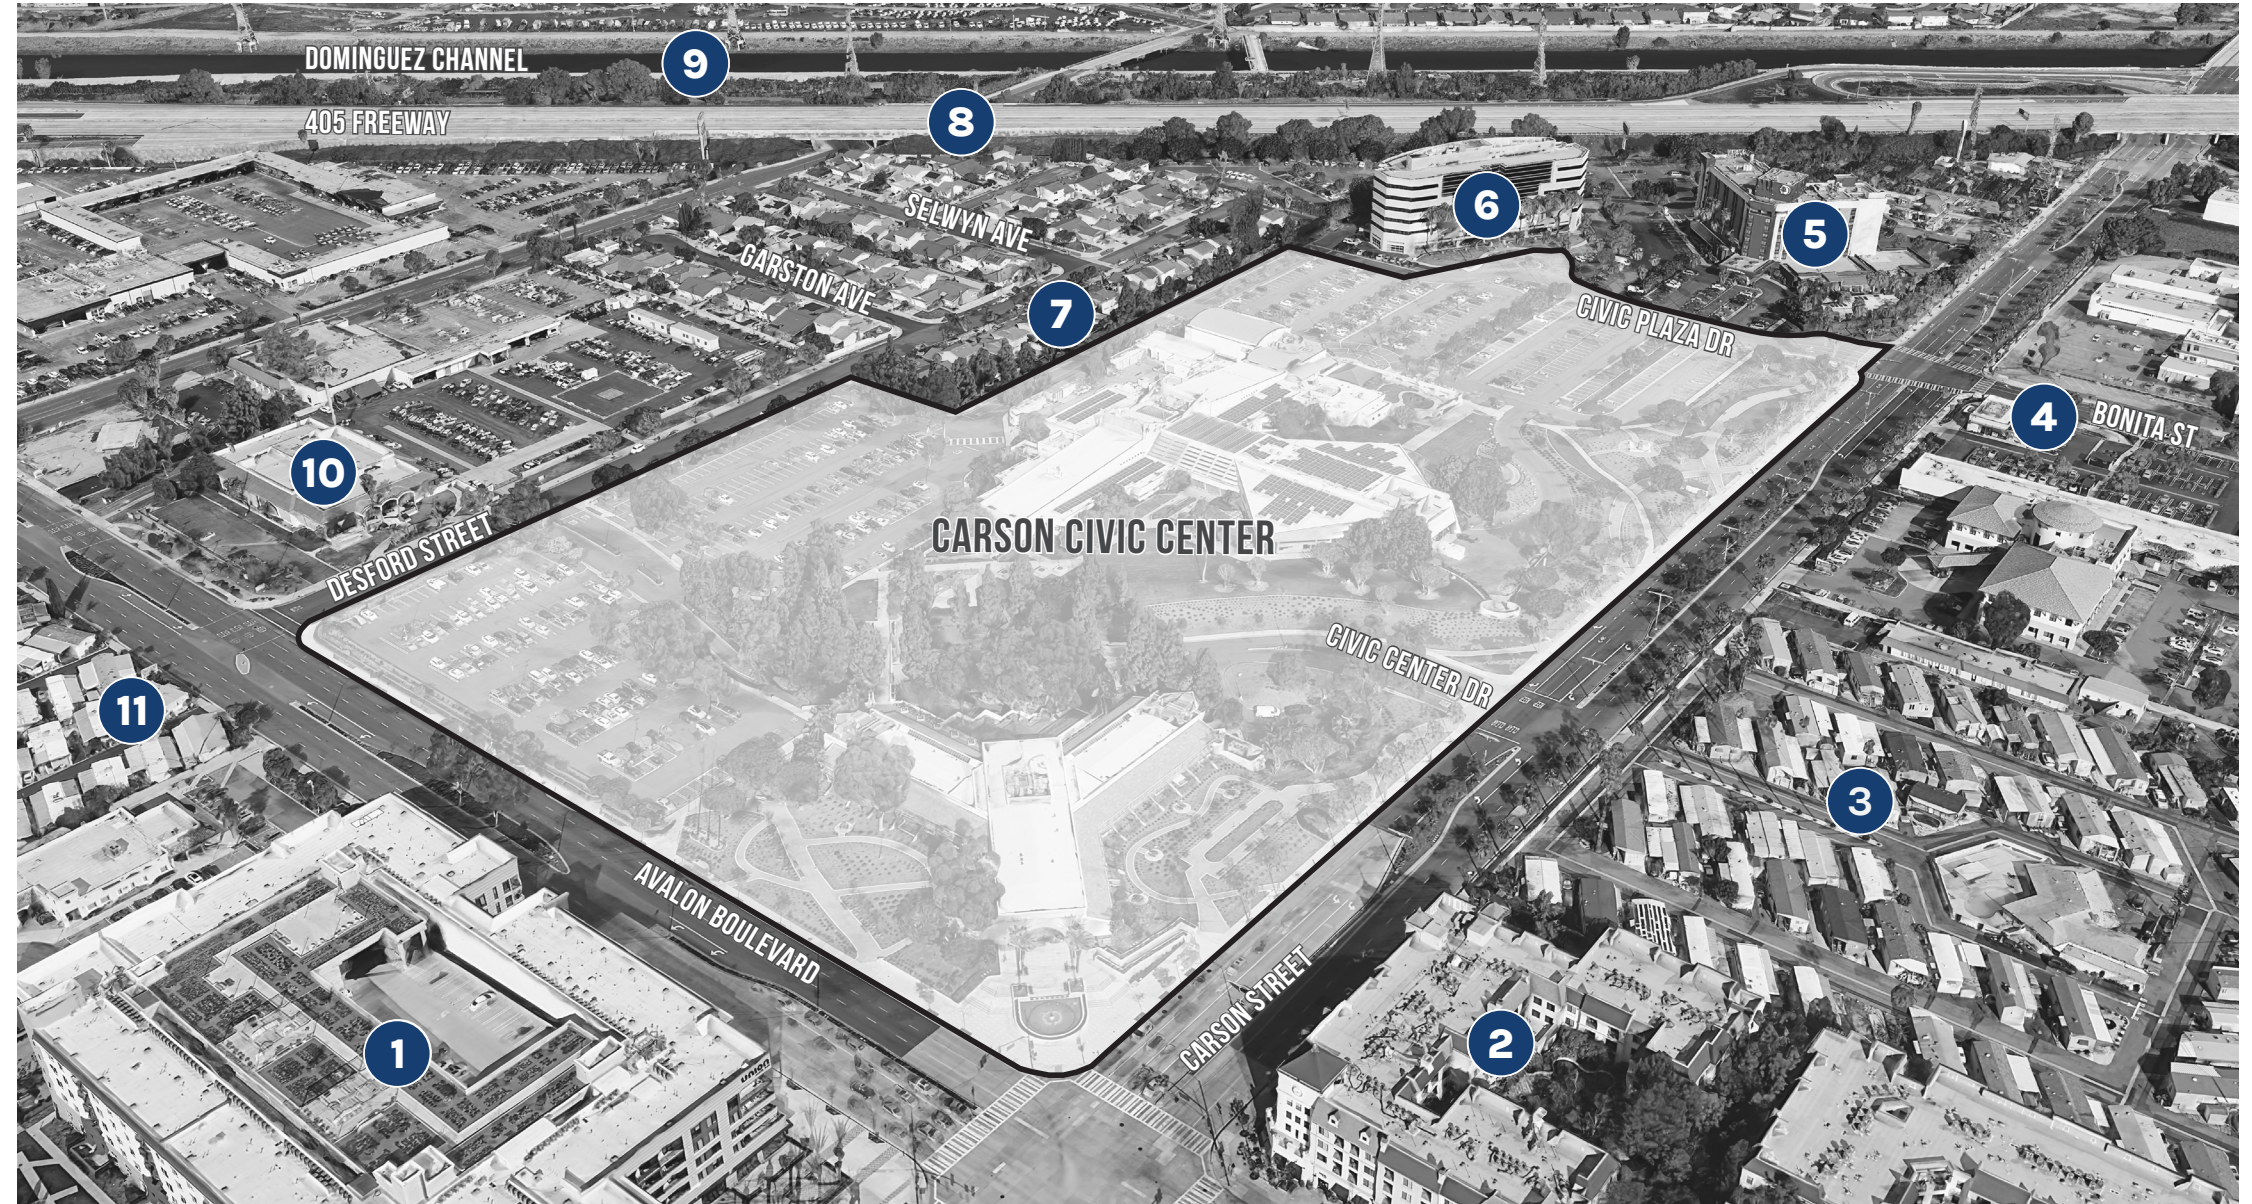 DOMINGUEZ CHANNEL
9
405 FREEWAY
8
SELWYN AVE
6
5
GARSTON AVE
7
CIVIC PLAZA DR
4
BONITA ST
10
CARSON CIVIC CENTER
DESFORD STREET
CIVIC CENTER DR
11
3
AVALON BOULEVARD
CARSON STREET
1
2